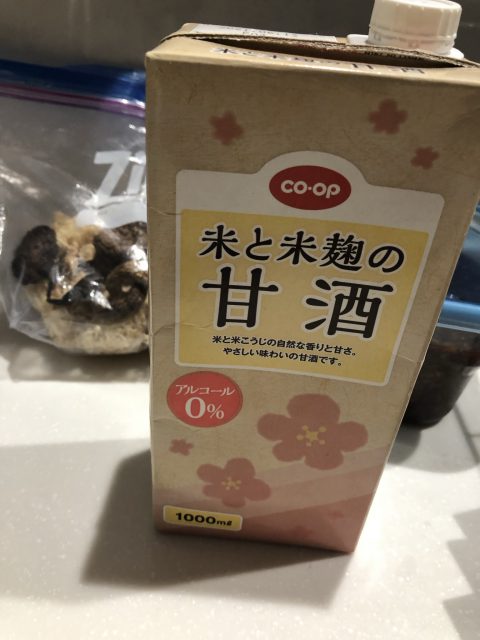 CO-OP
米と米麹の
甘酒
米と米こうじの自然な香りと甘さ。
やさしい味わいの甘酒です。
アルコール
0%
1000mℓ